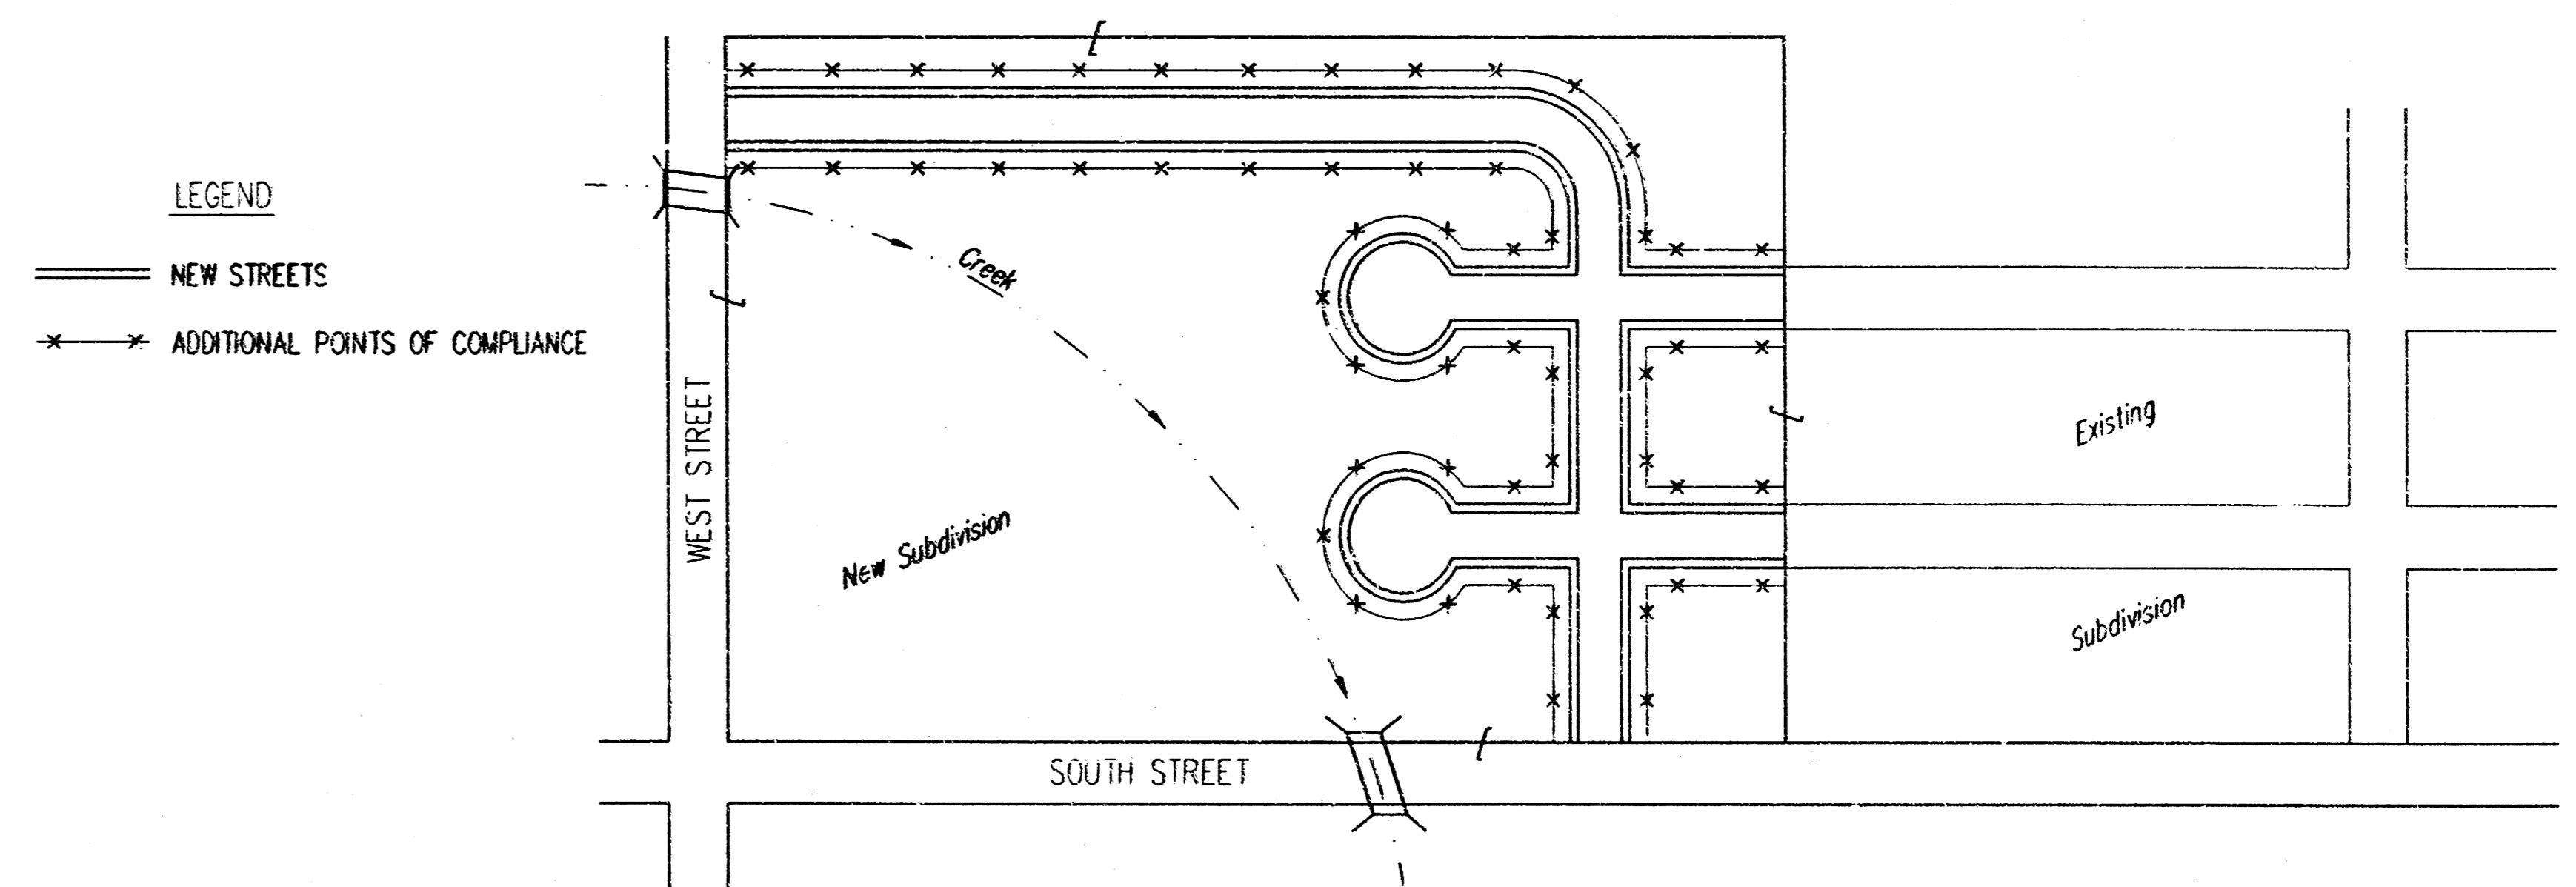 LEGEND
NEW STREETS
ADDITIONAL POINTS OF COMPLIANCE
Creek
WEST STREET
New Subdivision
Existing
Subdivision
SOUTH STREET